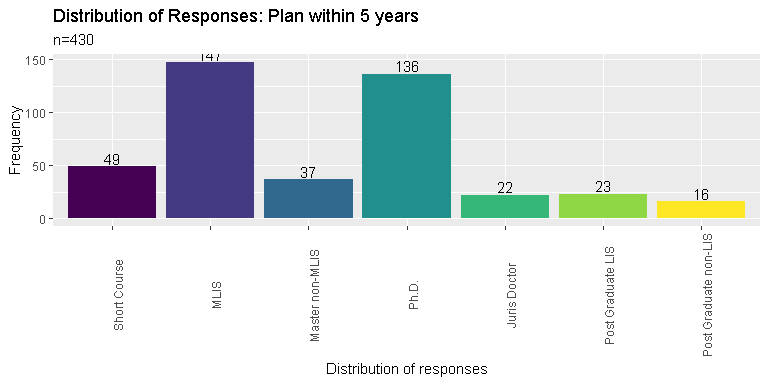 Distribution of Responses: Plan within 5 years
n=430
Frequency
150
100
50
0
49
147
37
136
22
23
16
Short Course
MLIS
Master non-MLIS
Ph.D.
Juris Doctor
Post Graduate LIS
Post Graduate non-LIS
Distribution of responses